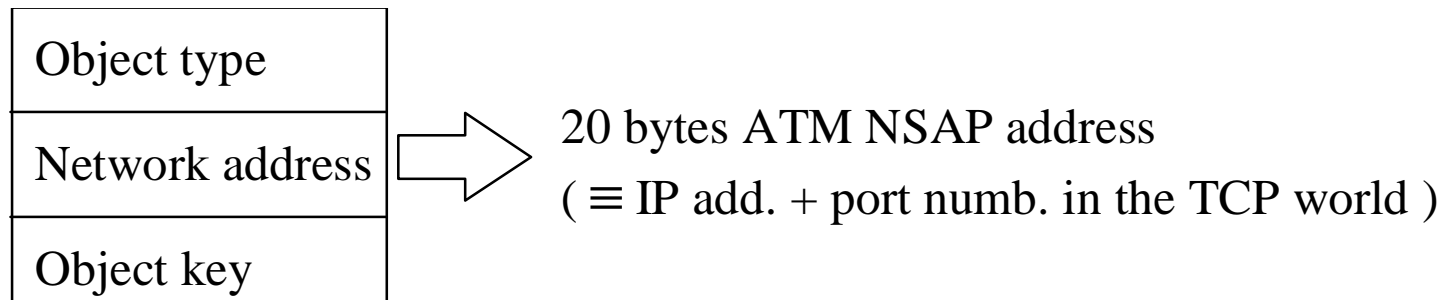 Object type
Network address
Object key
20 bytes ATM NSAP address
( ≡ IP add. + port numb. in the TCP world )